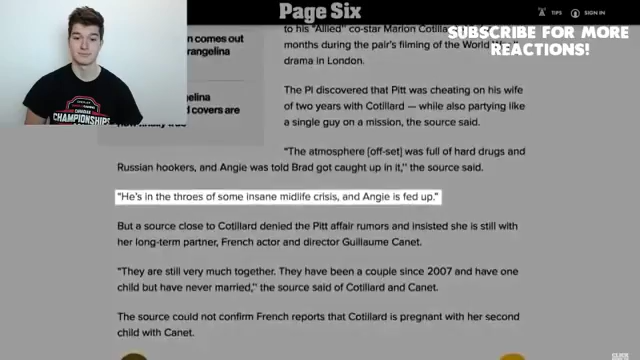 Page Six
TIPS
SIGN IN
SUBSCRIBE FOR MORE
REACTIONS!
to his "Allied" co-star Marion Cotillard
n comes out
rangelina
months during the pair's filming of the World
drama in London.
The PI discovered that Pitt was cheating on his wife
elina
of two years with Cotillard — while also partying like
d covers are
a single guy on a mission, the source said.
CHAMPIONSHIPS
"The atmosphere [off-set] was full of hard drugs and
Russian hookers, and Angie was told Brad got caught up in it," the source said.
"He's in the throes of some insane midlife crisis, and Angie is fed up."
But a source close to Cotillard denied the Pitt affair rumors and insisted she is still with
her long-term partner, French actor and director Guillaume Canet.
"They are still very much together. They have been a couple since 2007 and have one
child but have never married," the source said of Cotillard and Canet.
The source could not confirm French reports that Cotillard is pregnant with her second
child with Canet.